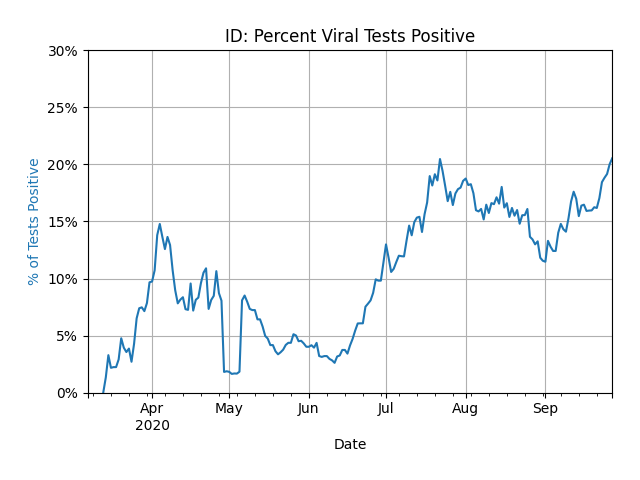 ID: Percent Viral Tests Positive
30%
25%
20%
15%
10%
5%
0%
% of Tests Positive
Apr May Jun Jul Aug Sep
2020
Date